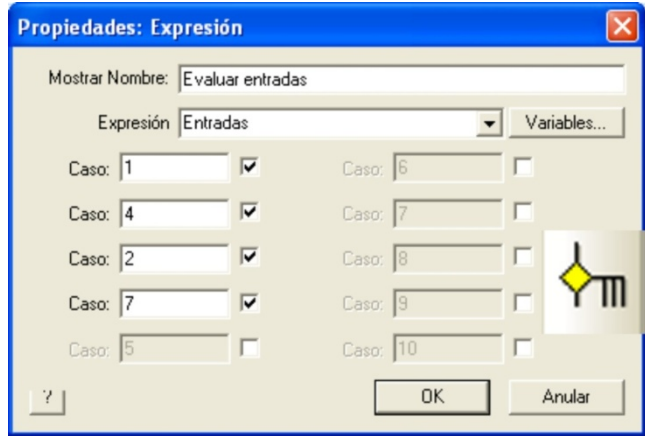 Propiedades: Expresión
Mostrar Nombre: Evaluar entradas
Expresión Entradas Variables...
Caso: 1 Caso: 6
Caso: 4 Caso: 7
Caso: 2 Caso: 8
Caso: 7 Caso: 9
Caso: 5 Caso: 10
? OK Anular